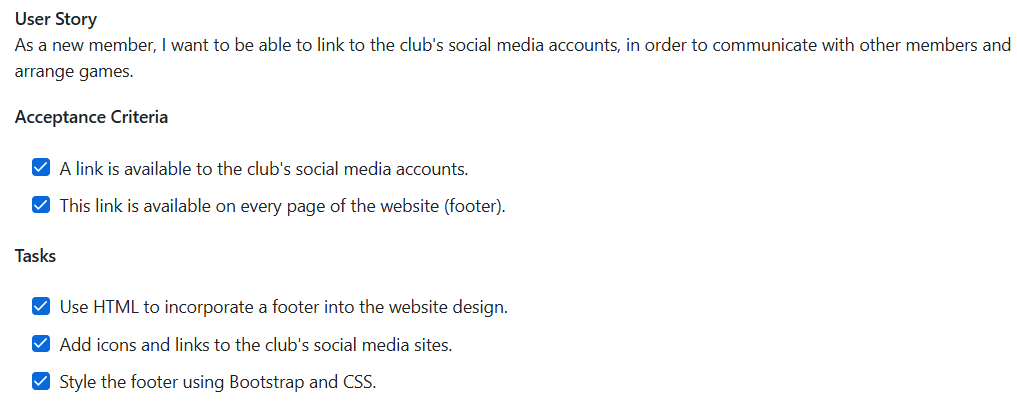 User Story
As a new member, I want to be able to link to the club's social media accounts, in order to communicate with other members and
arrange games.
Acceptance Criteria
A link is available to the club's social media accounts.
This link is available on every page of the website (footer).
Tasks
Use HTML to incorporate a footer into the website design.
Add icons and links to the club's social media sites.
Style the footer using Bootstrap and CSS.